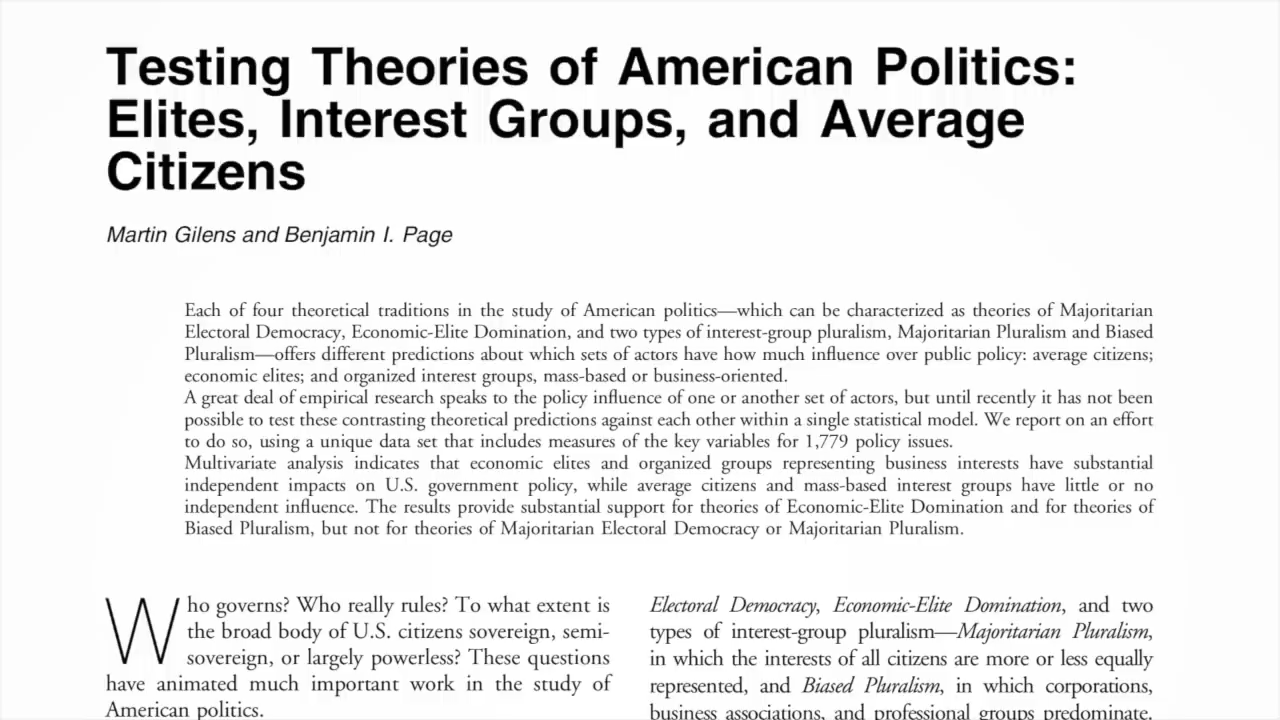 Testing Theories of American Politics:
Elites, Interest Groups, and Average
Citizens
Martin Gilens and Benjamin I. Page
Each of four theoretical traditions in the study of American politics—which can be characterized as theories of Majoritarian
Electoral Democracy, Economic-Elite Domination, and two types of interest-group pluralism, Majoritarian Pluralism and Biased
Pluralism—offers different predictions about which sets of actors have how much influence over public policy: average citizens;
economic elites; and organized interest groups, mass-based or business-oriented.
A great deal of empirical research speaks to the policy influence of one or another set of actors, but until recently it has not been
possible to test these contrasting theoretical predictions against each other within a single statistical model. We report on an effort
to do so, using a unique data set that includes measures of the key variables for 1,779 policy issues.
Multivariate analysis indicates that economic elites and organized groups representing business interests have substantial
independent impacts on U.S. government policy, while average citizens and mass-based interest groups have little or no
independent influence. The results provide substantial support for theories of Economic-Elite Domination and for theories of
Biased Pluralism, but not for theories of Majoritarian Electoral Democracy or Majoritarian Pluralism.
Who governs? Who really rules? To what extent is
the broad body of U.S. citizens sovereign, semi-
sovereign, or largely powerless? These questions
have animated much important work in the study of
American politics.
Electoral Democracy, Economic-Elite Domination, and two
types of interest-group pluralism—Majoritarian Pluralism,
in which the interests of all citizens are more or less equally
represented, and Biased Pluralism, in which corporations,
business associations, and professional groups predominate.